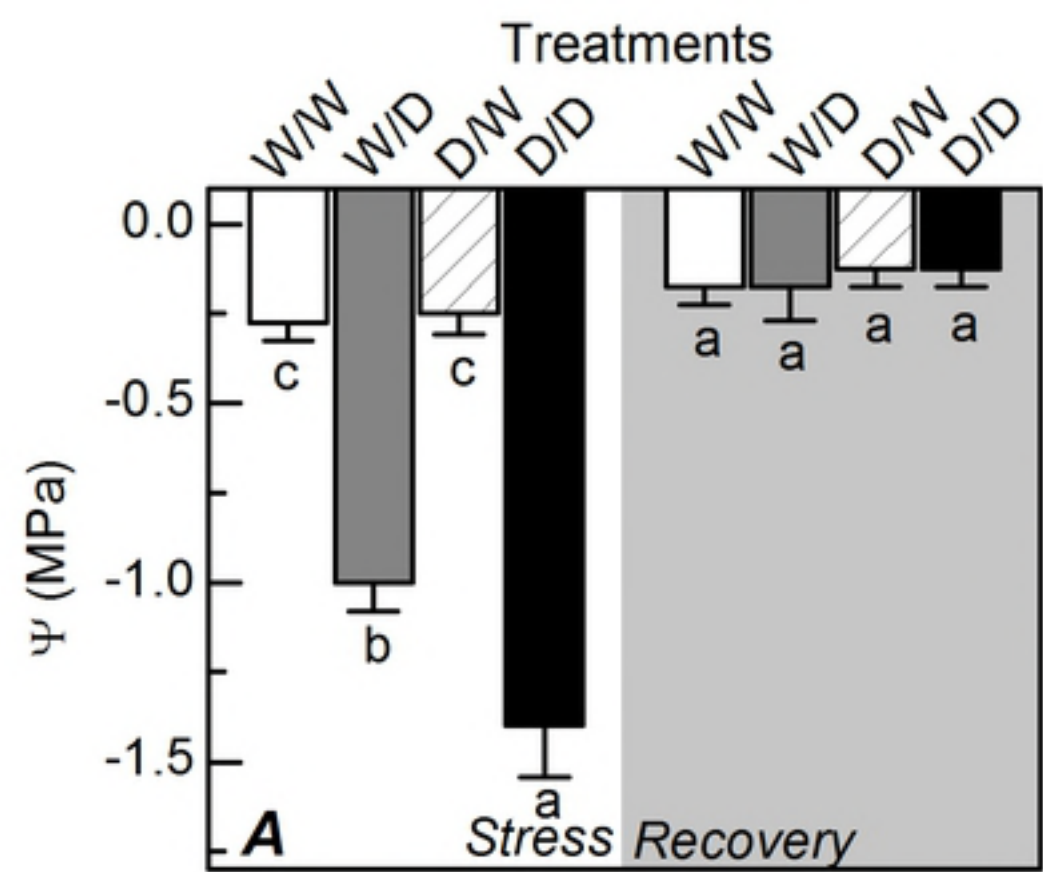 Treatments
W/W W/D D/W D/D W/W W/D D/W D/D
0.0
-0.5
-1.0
-1.5
Ψ (MPa)
c b c a a a a a
A Stress Recovery